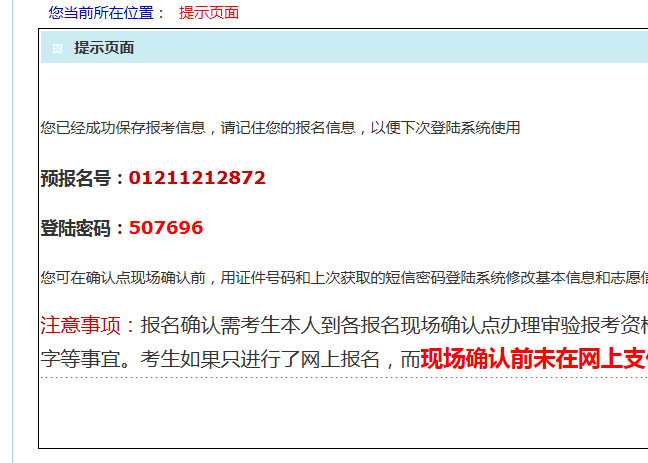 您当前所在位置： 提示页面
提示页面
您已经成功保存报考信息，请记住您的报名信息，以便下次登陆系统使用
预报名号：01211212872
登陆密码：507696
您可在确认点现场确认前，用证件号码和上次获取的短信密码登陆系统修改基本信息和志愿信
注意事项：报名确认需考生本人到各报名现场确认点办理审验报考资格
字等事宜。考生如果只进行了网上报名，而现场确认前未在网上支